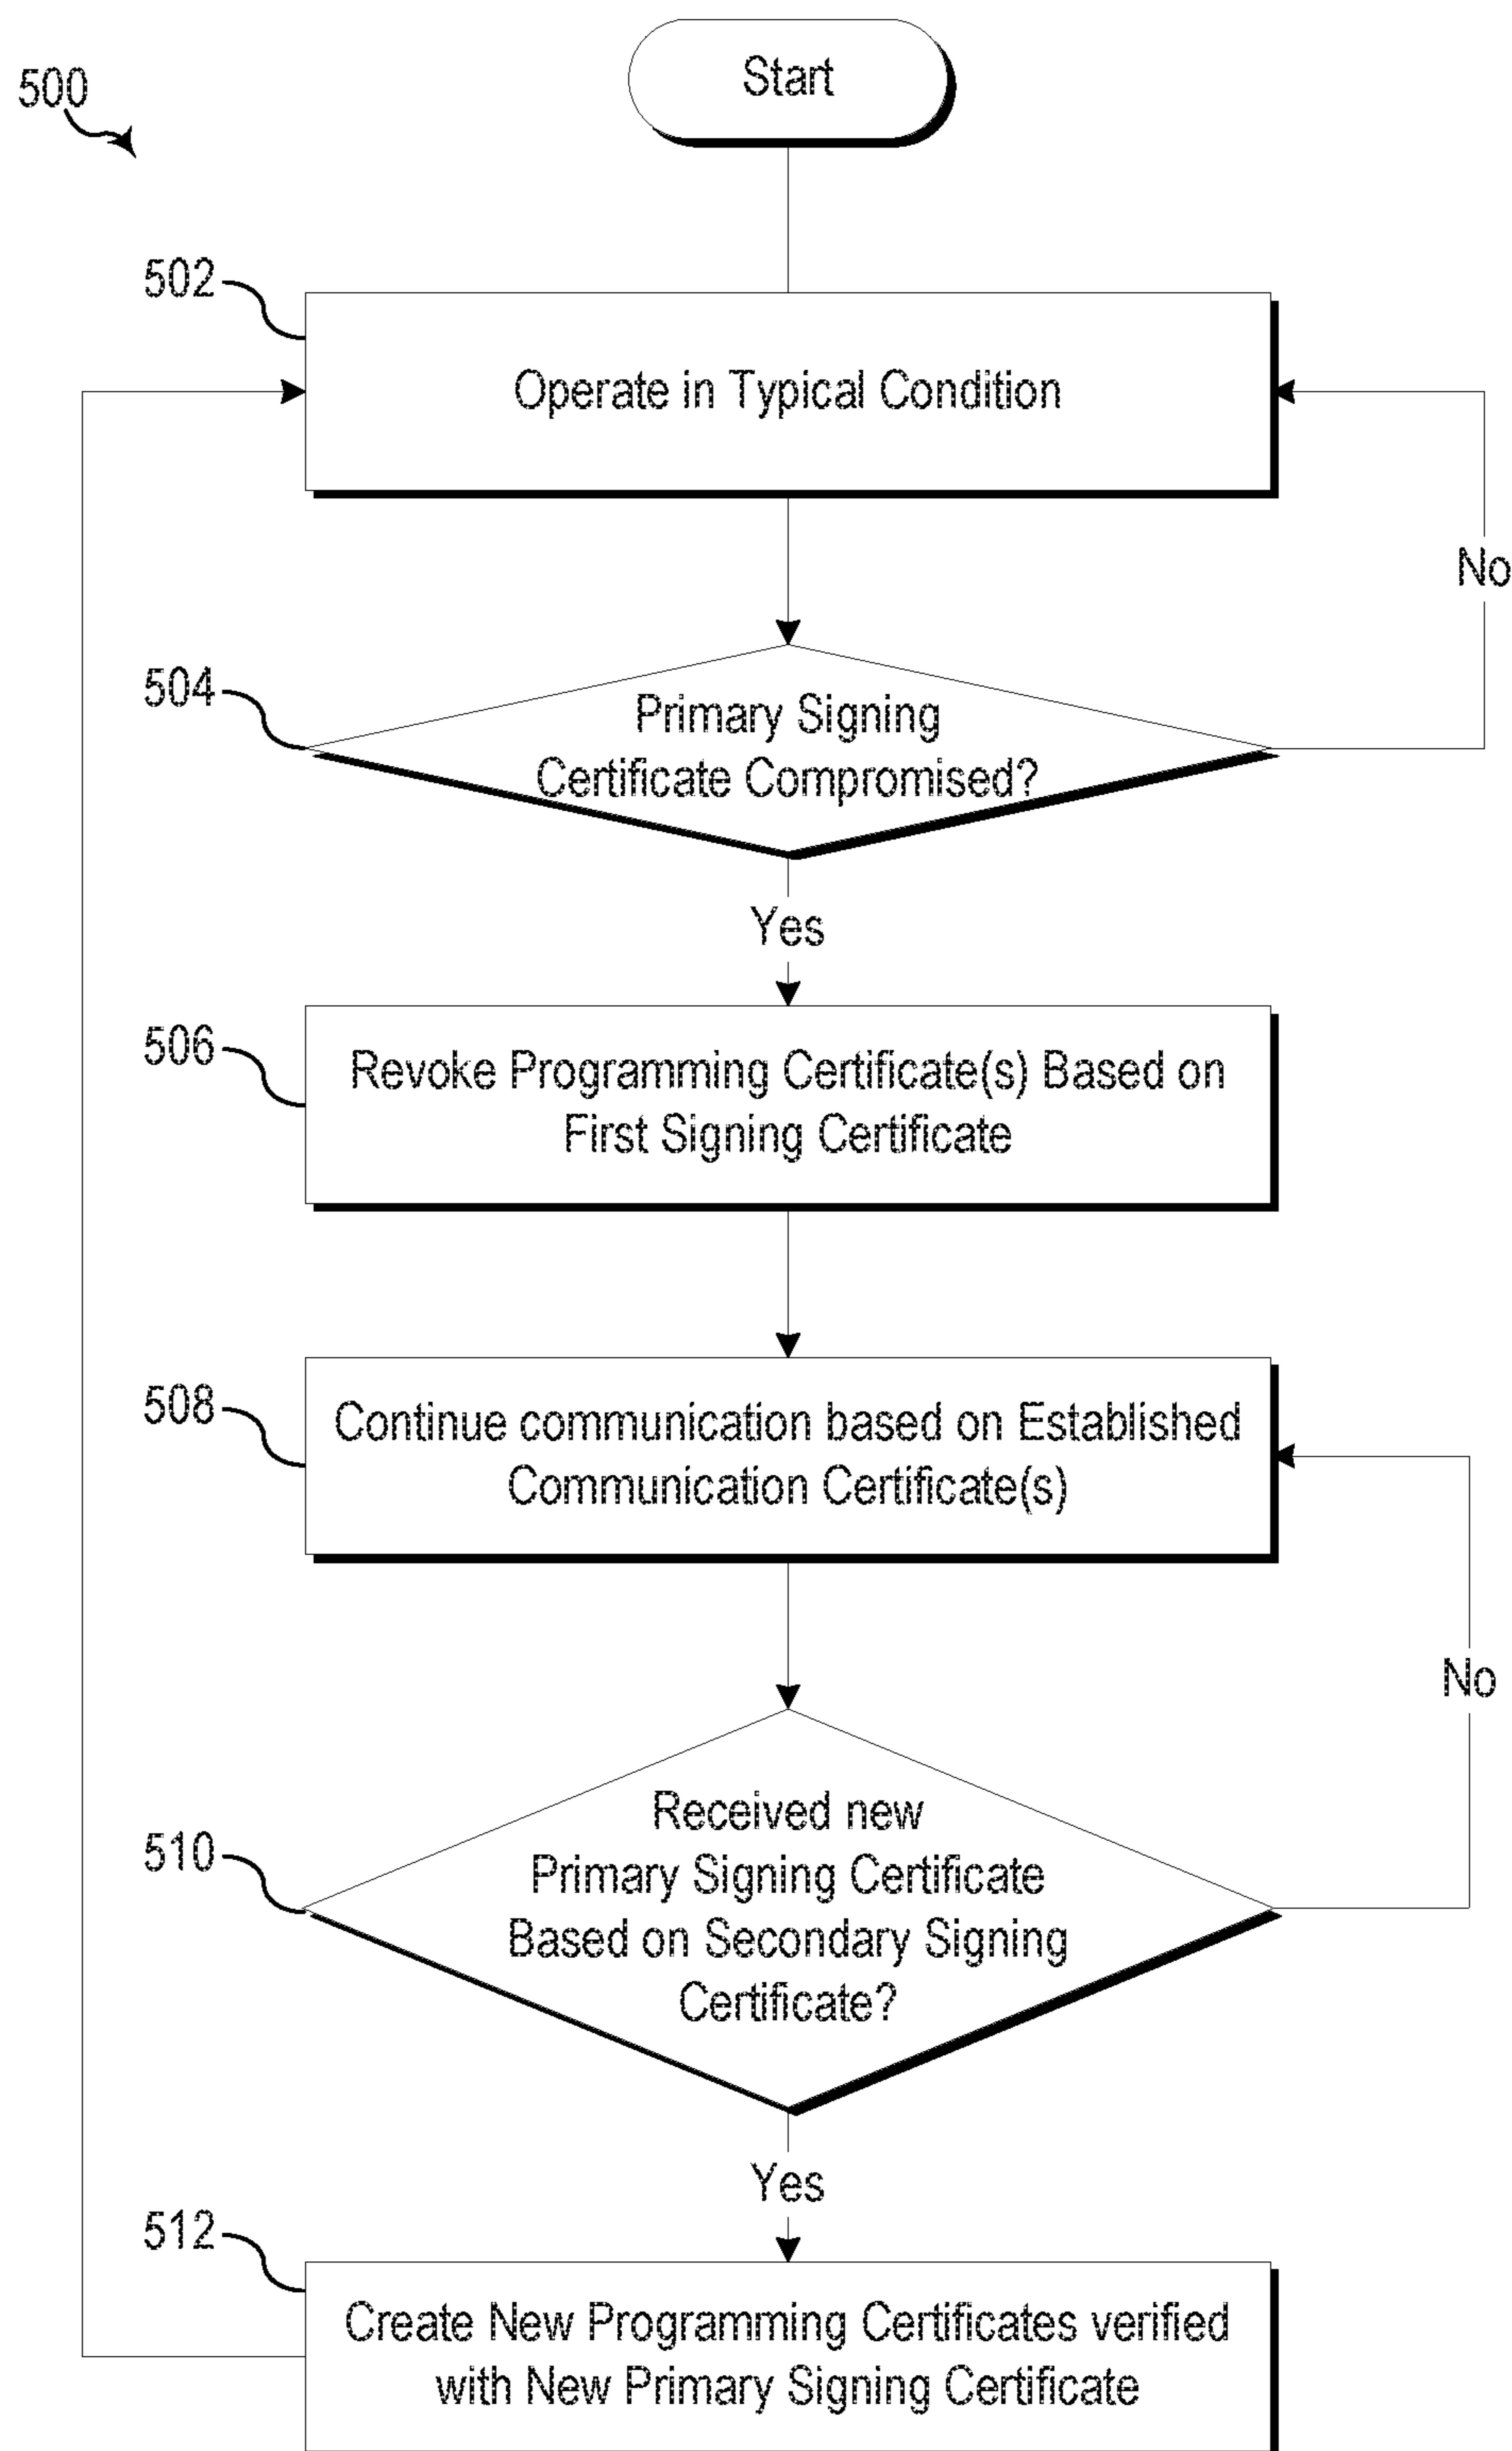 500
Start
502
Operate in Typical Condition
No
504
Primary Signing
Certificate Compromised?
Yes
506
Revoke Programming Certificate(s) Based on
First Signing Certificate
508
Continue communication based on Established
Communication Certificate(s)
No
510
Received new
Primary Signing Certificate
Based on Secondary Signing
Certificate?
Yes
512
Create New Programming Certificates verified
with New Primary Signing Certificate